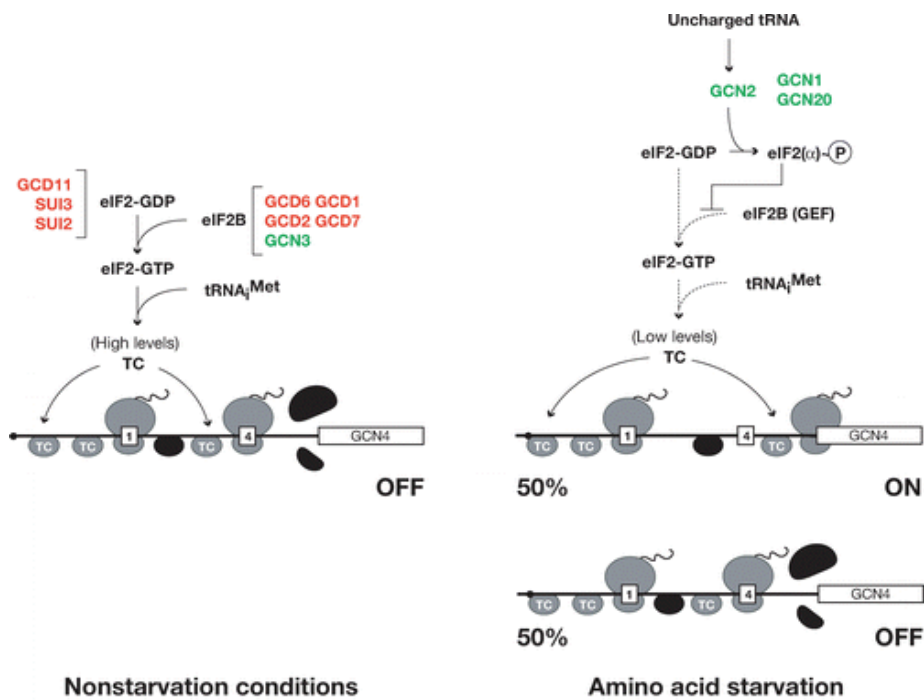 GCD11
SUI3
SUI2
eIF2-GDP
eIF2B
GCD6 GCD1
GCD2 GCD7
GCN3
eIF2-GTP
tRNAiMet
(High levels)
TC
TC
TC
1
TC
4
GCN4
OFF
Nonstarvation conditions
Uncharged tRNA
GCN2
GCN1
GCN20
eIF2-GDP
eIF2(α)-P
eIF2B (GEF)
eIF2-GTP
tRNAiMet
(Low levels)
TC
TC
TC
1
4
TC
GCN4
50%
ON
TC
TC
1
TC
4
GCN4
50%
OFF
Amino acid starvation